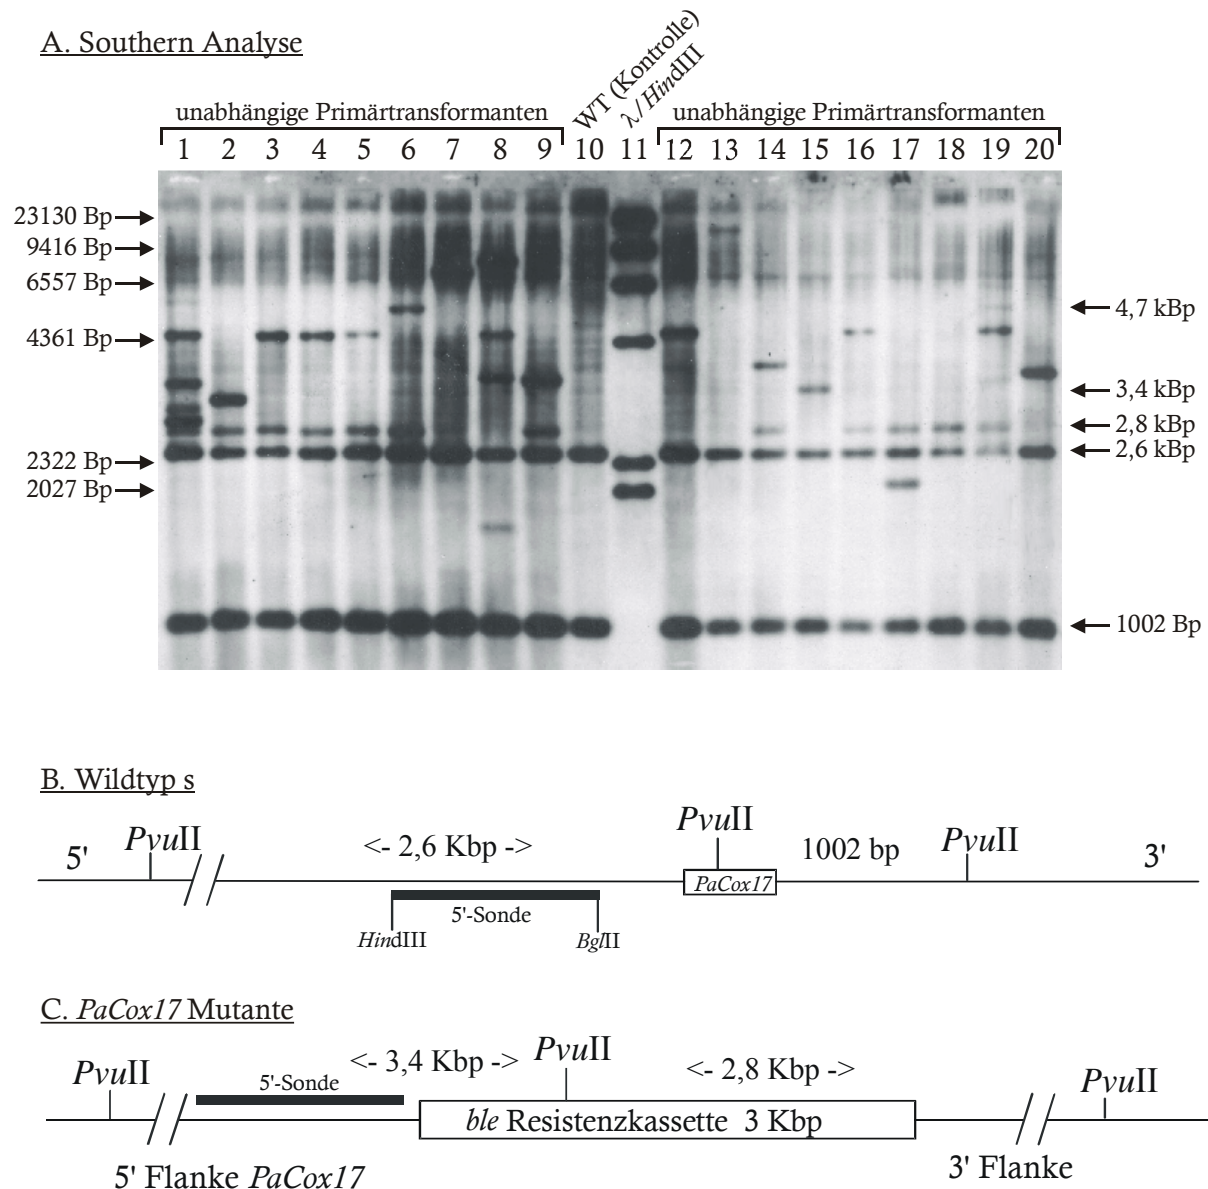 A. Southern Analyse
WT (Kontrolle)
λ/HindIII
unabhängige Primärtransformanten
unabhängige Primärtransformanten
1 2 3 4 5 6 7 8 9 10 11 12 13 14 15 16 17 18 19 20
23130 Bp
9416 Bp
6557 Bp
4361 Bp
2322 Bp
2027 Bp
4,7 kBp
3,4 kBp
2,8 kBp
2,6 kBp
1002 Bp
B. Wildtyp s
5' PvuII <- 2,6 Kbp -> PvuII 1002 bp PvuII 3'
PaCox17
5'-Sonde
HindIII BglII
C. PaCox17 Mutante
PvuII <- 3,4 Kbp -> PvuII <- 2,8 Kbp -> PvuII
5'-Sonde
ble Resistenzkassette 3 Kbp
5' Flanke PaCox17 3' Flanke